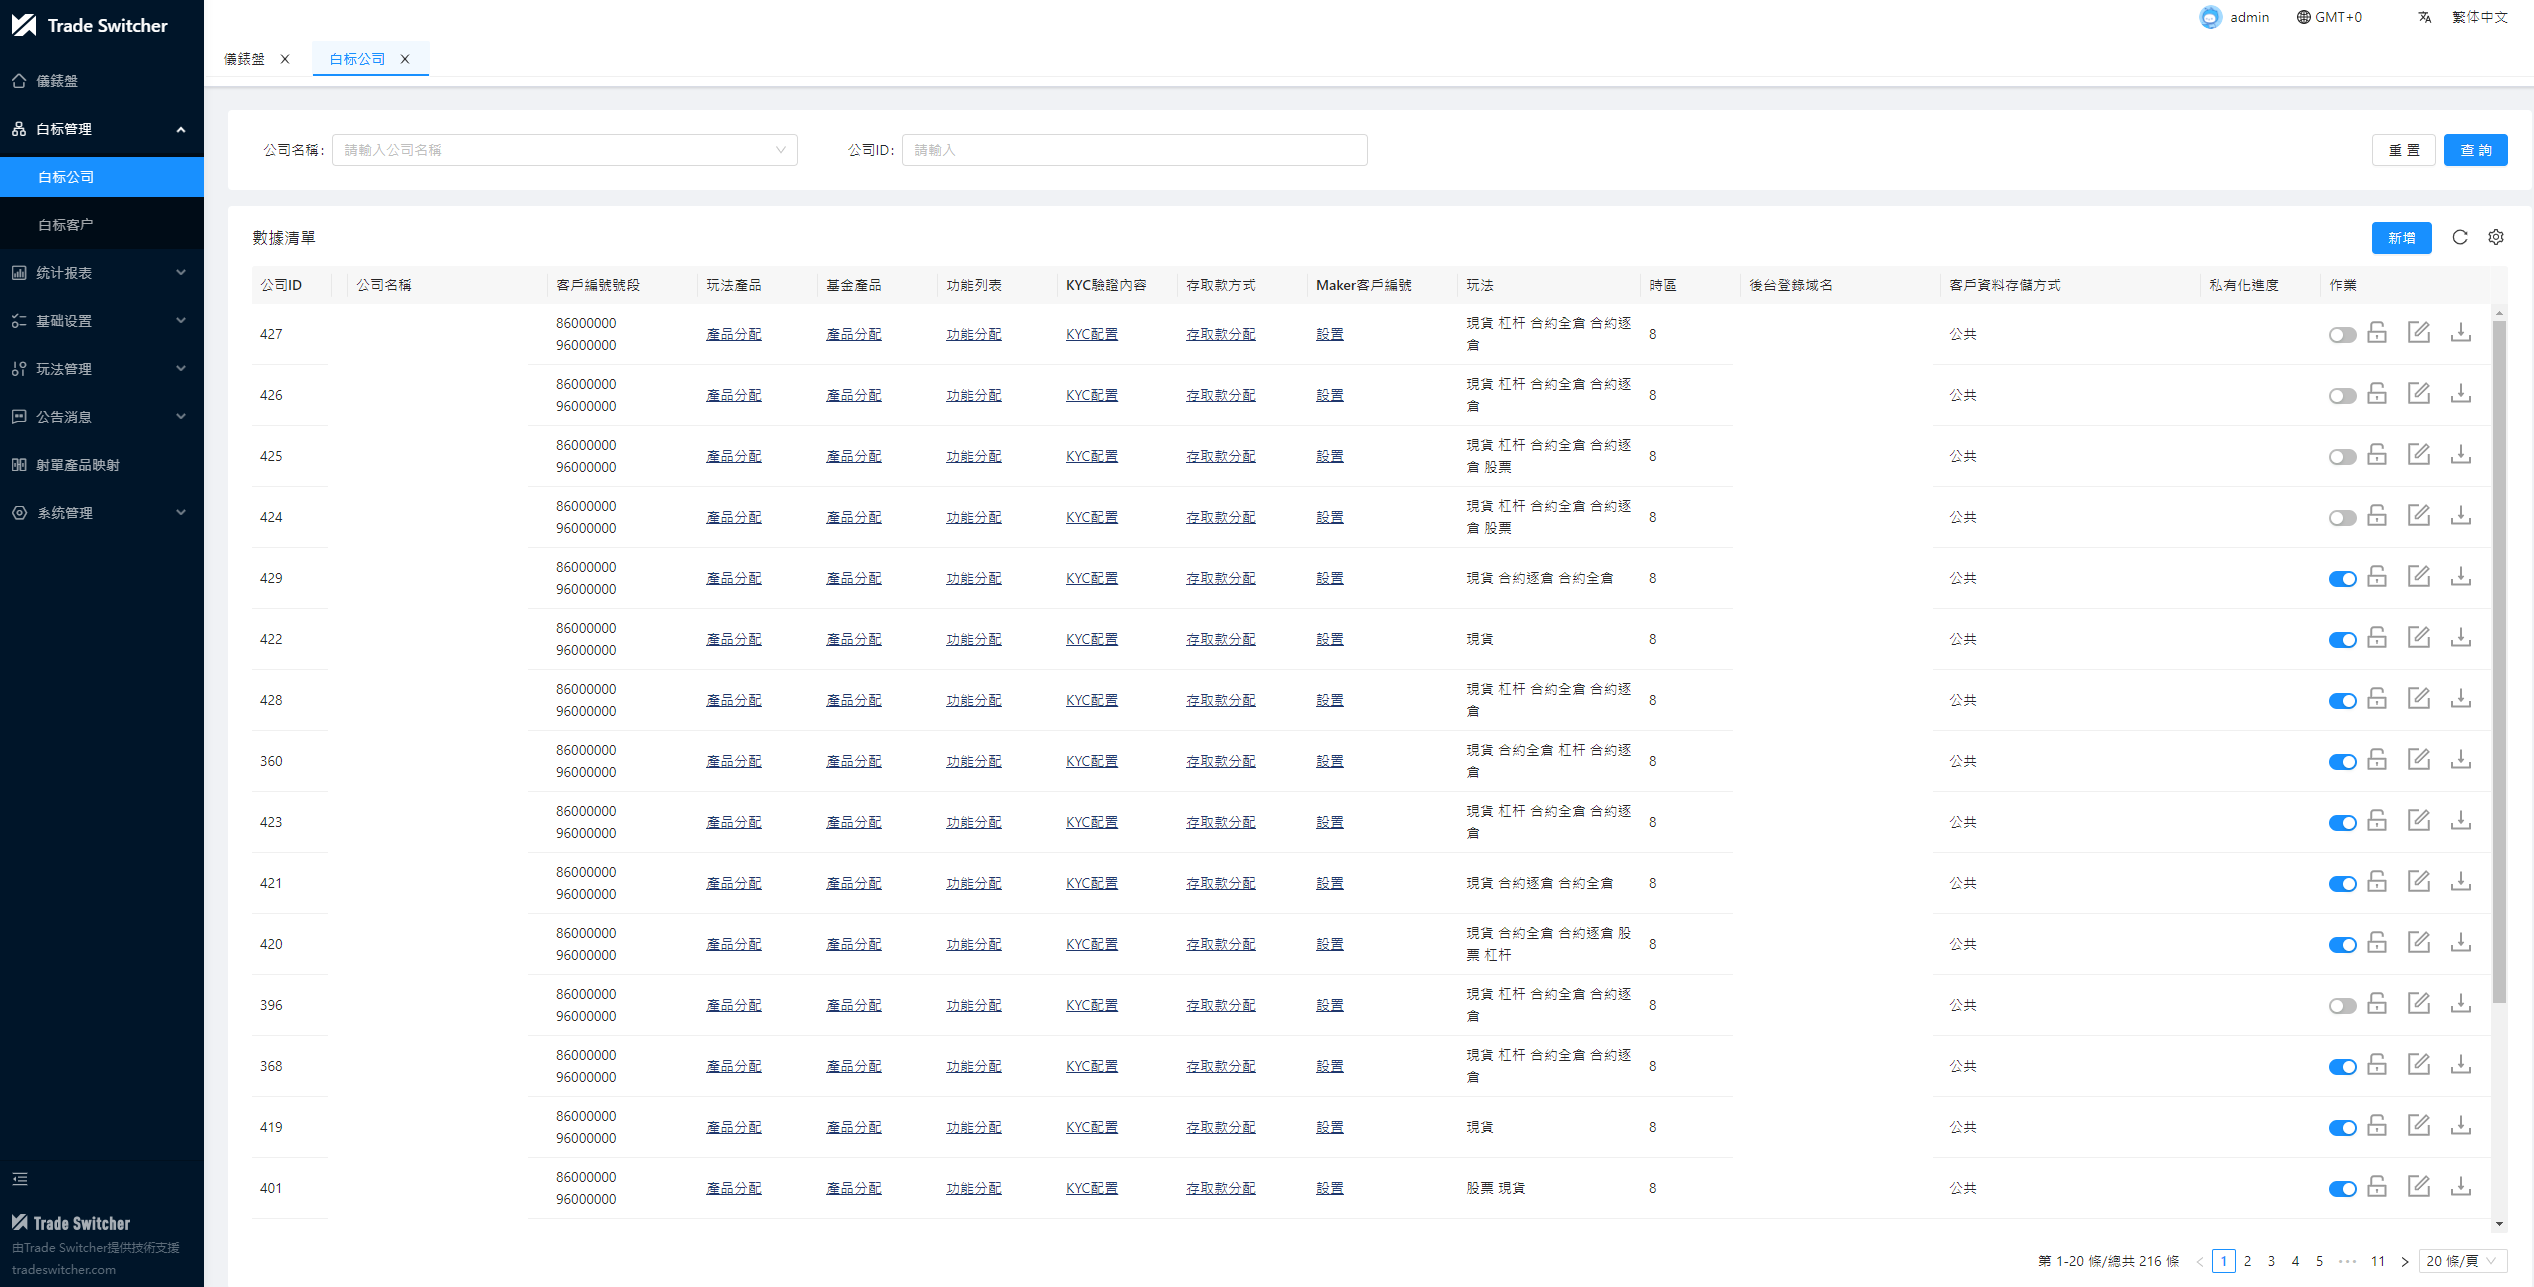 Trade Switcher
admin GMT+0 繁体中文
儀錶盤
白标管理
白标公司
白标客户
统计报表
基础设置
玩法管理
公告消息
射單產品映射
系统管理
Trade Switcher
由Trade Switcher提供技術支援
tradeswitcher.com
儀錶盤 白标公司
公司名稱: 請輸入公司名稱 公司ID: 請輸入 重 置 查 詢
數據清單 新增
公司ID 公司名稱 客戶編號號段 玩法產品 基金產品 功能列表 KYC驗證內容 存取款方式 Maker客戶編號 玩法 時區 後台登錄域名 客戶資料存儲方式 私有化進度 作業
427 86000000 96000000 產品分配 產品分配 功能分配 KYC配置 存取款分配 設置 現貨 杠杆 合約全倉 合約逐倉 8 公共
426 86000000 96000000 產品分配 產品分配 功能分配 KYC配置 存取款分配 設置 現貨 杠杆 合約全倉 合約逐倉 8 公共
425 86000000 96000000 產品分配 產品分配 功能分配 KYC配置 存取款分配 設置 現貨 杠杆 合約全倉 合約逐倉 股票 8 公共
424 86000000 96000000 產品分配 產品分配 功能分配 KYC配置 存取款分配 設置 現貨 杠杆 合約全倉 合約逐倉 股票 8 公共
429 86000000 96000000 產品分配 產品分配 功能分配 KYC配置 存取款分配 設置 現貨 合約逐倉 合約全倉 8 公共
422 86000000 96000000 產品分配 產品分配 功能分配 KYC配置 存取款分配 設置 現貨 8 公共
428 86000000 96000000 產品分配 產品分配 功能分配 KYC配置 存取款分配 設置 現貨 杠杆 合約全倉 合約逐倉 8 公共
360 86000000 96000000 產品分配 產品分配 功能分配 KYC配置 存取款分配 設置 現貨 合約全倉 杠杆 合約逐倉 8 公共
423 86000000 96000000 產品分配 產品分配 功能分配 KYC配置 存取款分配 設置 現貨 杠杆 合約全倉 合約逐倉 8 公共
421 86000000 96000000 產品分配 產品分配 功能分配 KYC配置 存取款分配 設置 現貨 合約逐倉 合約全倉 8 公共
420 86000000 96000000 產品分配 產品分配 功能分配 KYC配置 存取款分配 設置 現貨 合約全倉 合約逐倉 股票 杠杆 8 公共
396 86000000 96000000 產品分配 產品分配 功能分配 KYC配置 存取款分配 設置 現貨 杠杆 合約全倉 合約逐倉 8 公共
368 86000000 96000000 產品分配 產品分配 功能分配 KYC配置 存取款分配 設置 現貨 杠杆 合約全倉 合約逐倉 8 公共
419 86000000 96000000 產品分配 產品分配 功能分配 KYC配置 存取款分配 設置 現貨 8 公共
401 86000000 96000000 產品分配 產品分配 功能分配 KYC配置 存取款分配 設置 股票 現貨 8 公共
第 1-20 條/總共 216 條 < 1 2 3 4 5 ••• 11 > 20 條/頁